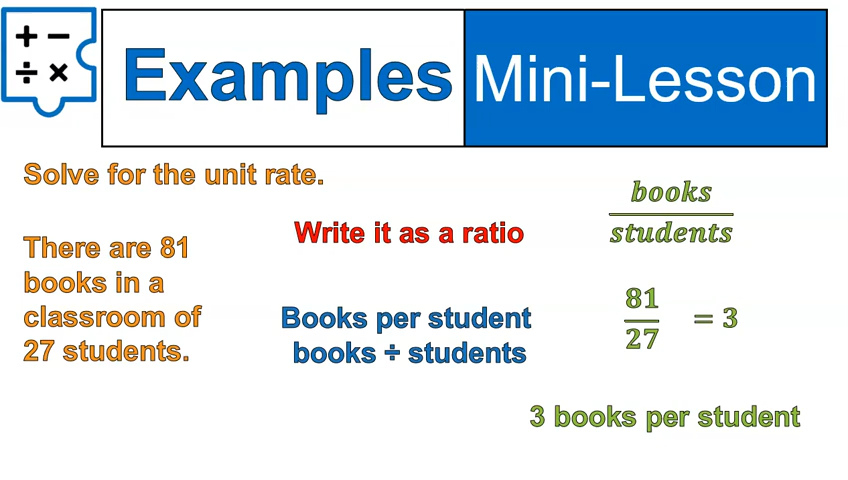 + −
÷ ×
Examples
Mini-Lesson
Solve for the unit rate.
There are 81
books in a
classroom of
27 students.
Write it as a ratio
Books per student
books ÷ students
books
students
81
27
= 3
3 books per student